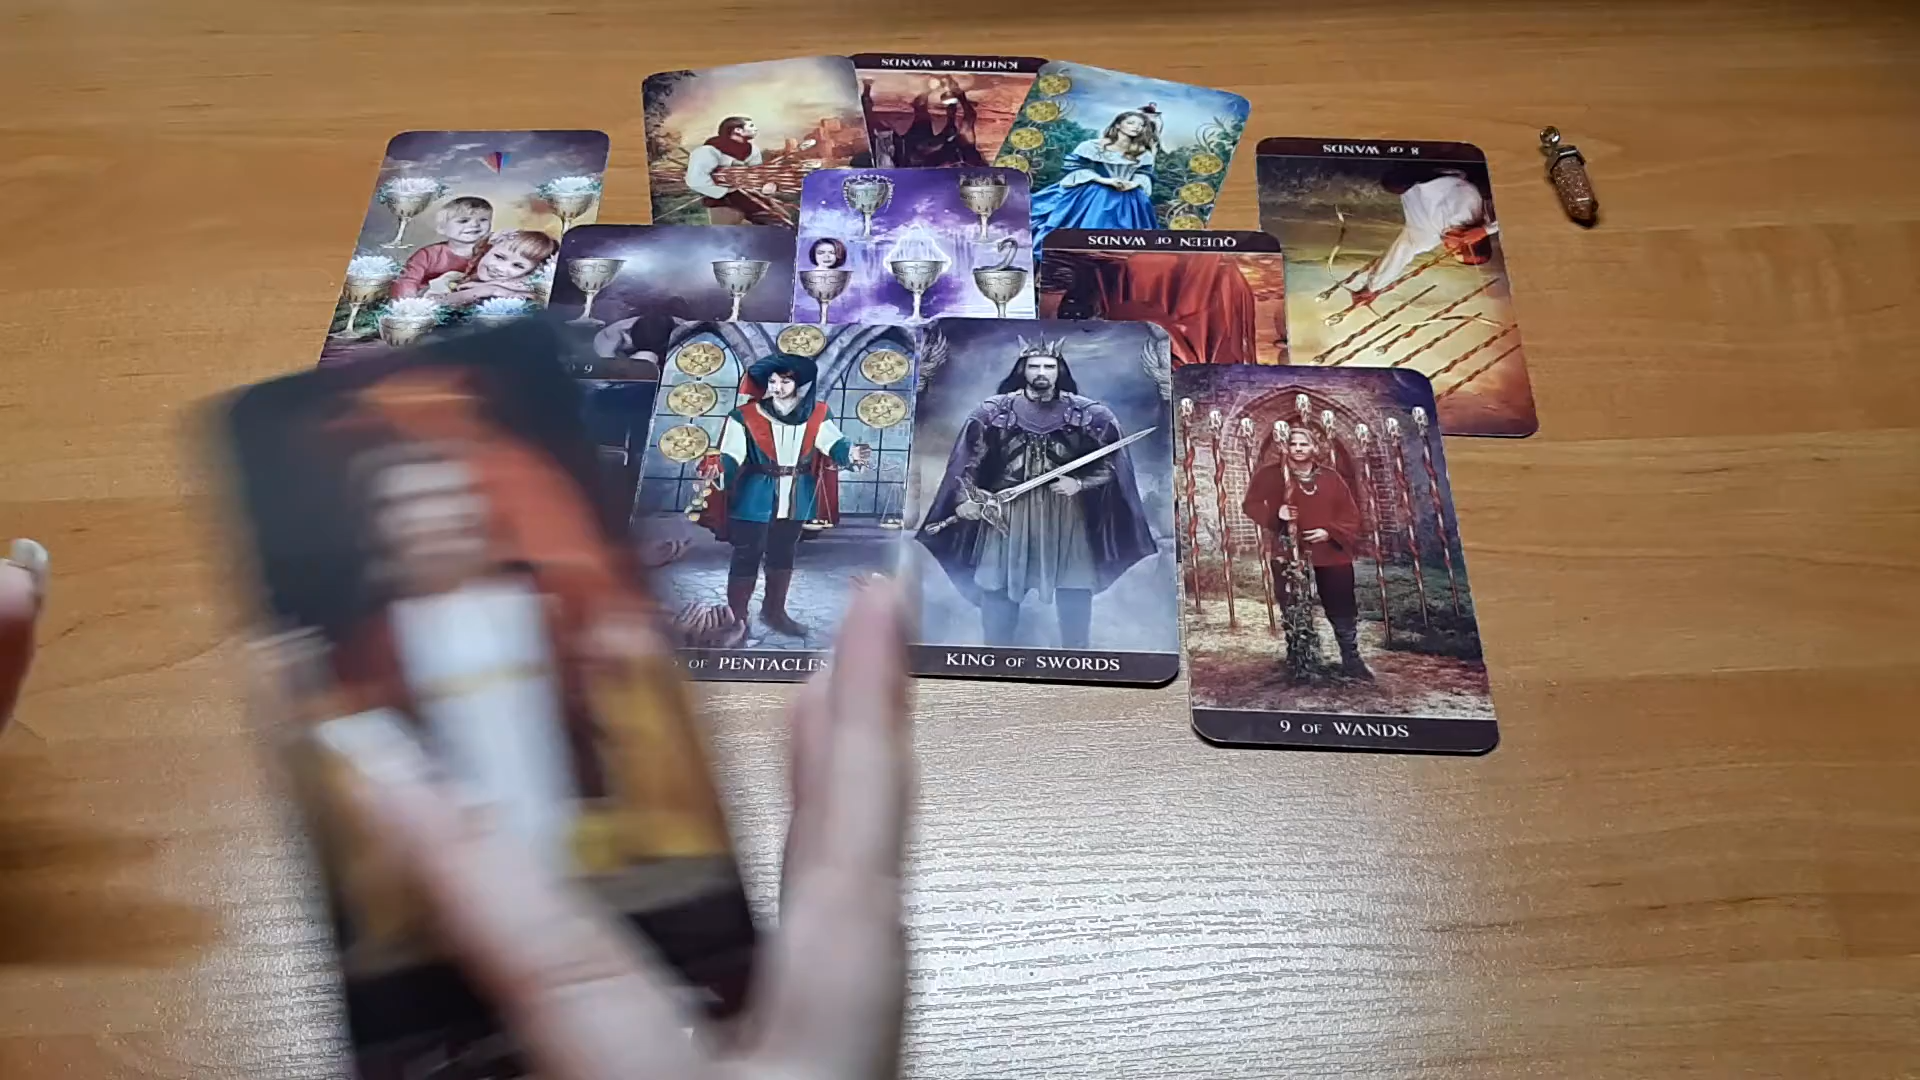 KNIGHT OF WANDS
8 OF WANDS
QUEEN OF WANDS
OF PENTACLES
KING OF SWORDS
9 OF WANDS